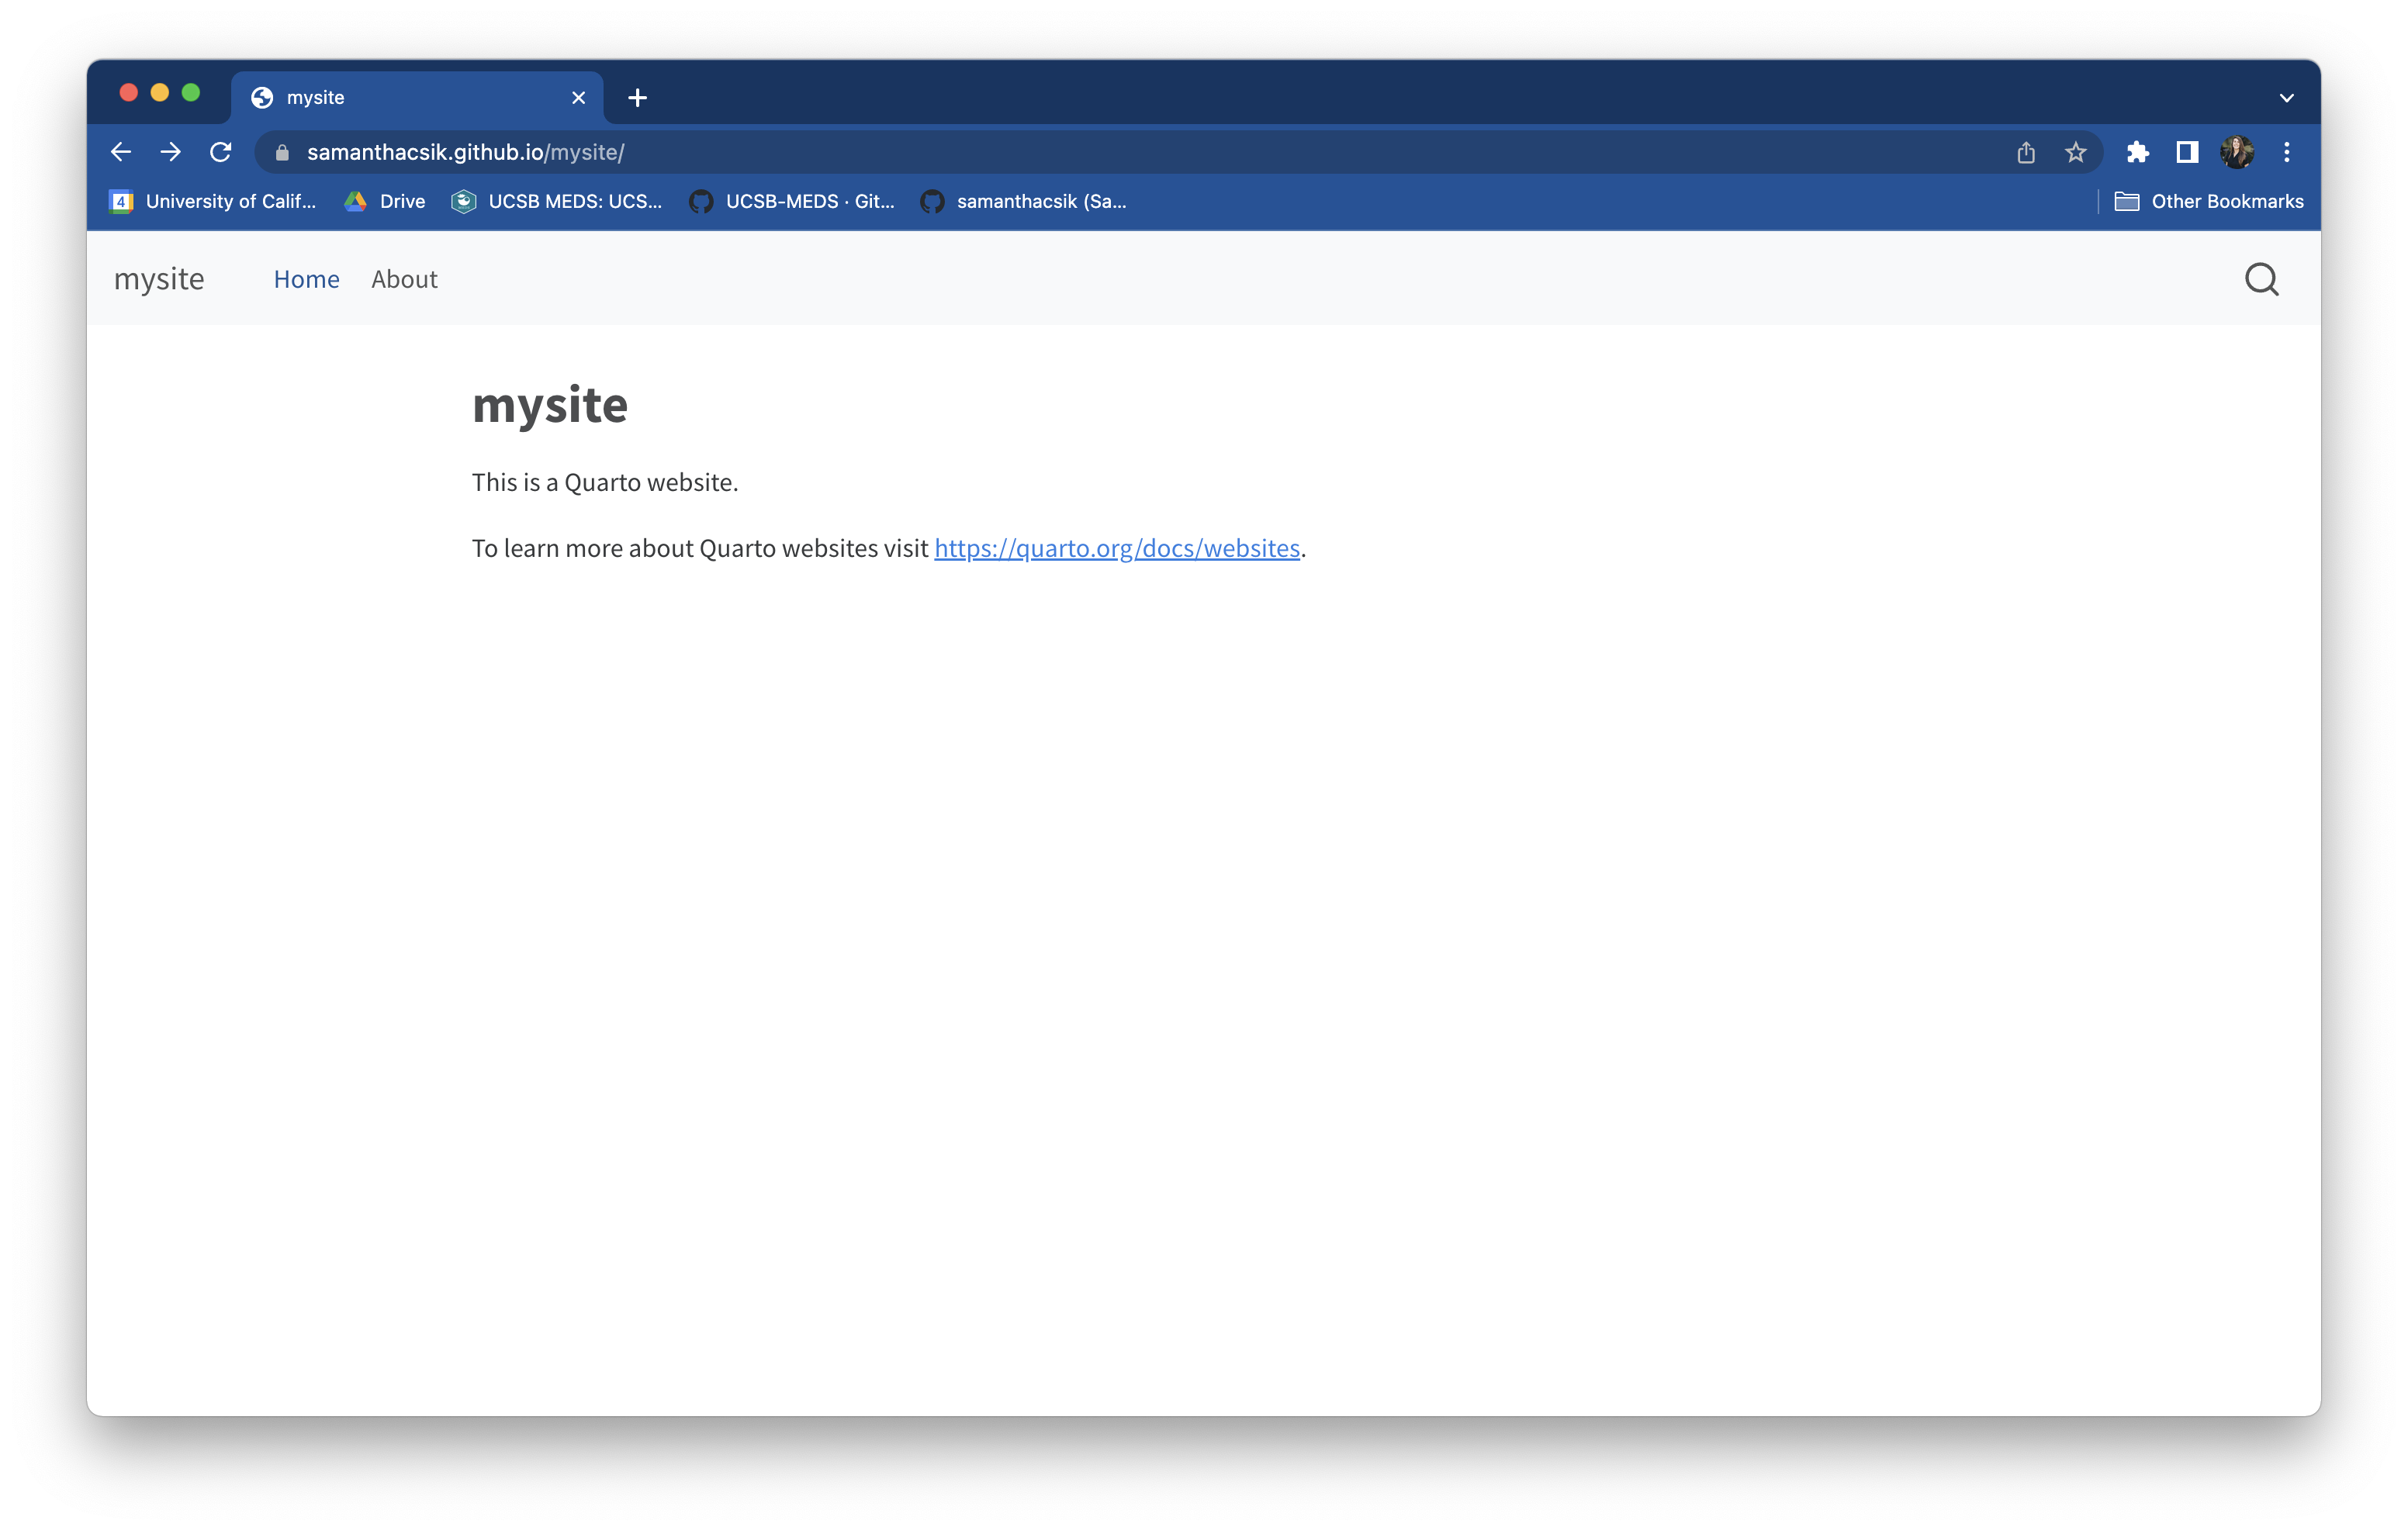 mysite
samanthacsik.github.io/mysite/
4 University of Calif... Drive UCSB MEDS: UCS... UCSB-MEDS · Git... samanthacsik (Sa... Other Bookmarks
mysite Home About
mysite
This is a Quarto website.
To learn more about Quarto websites visit https://quarto.org/docs/websites.